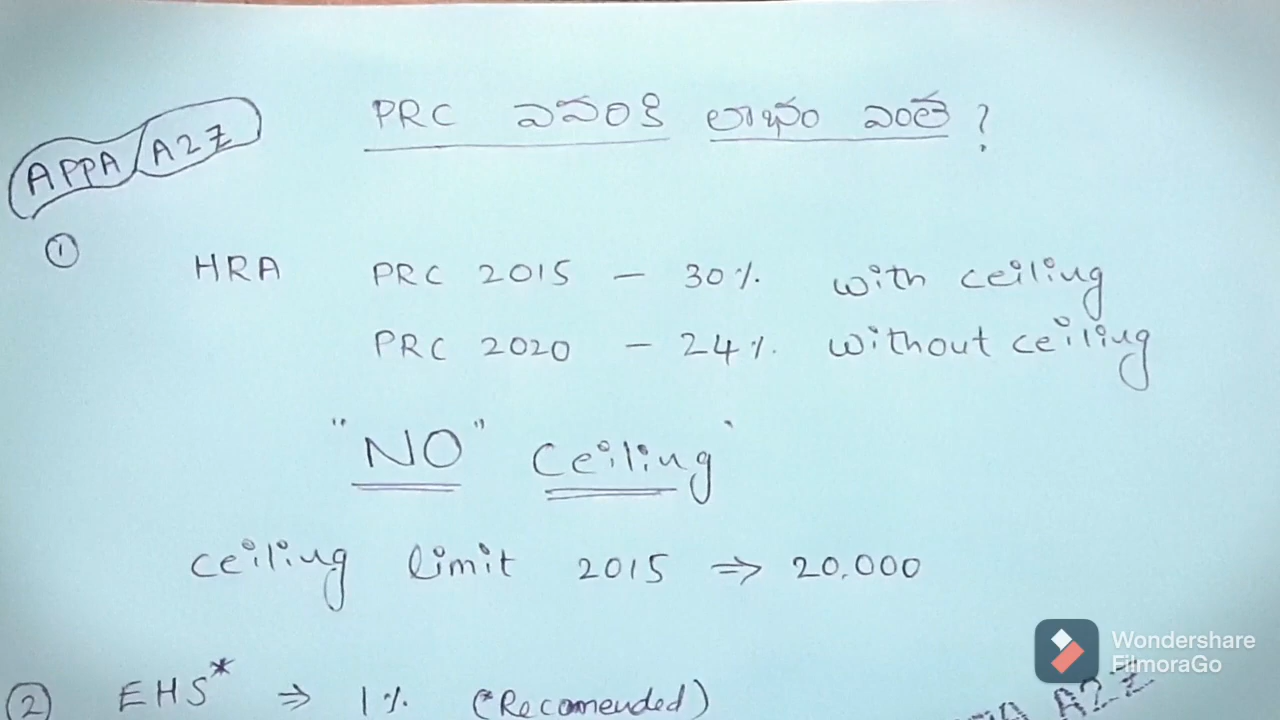 PRC ఎవరికి లాభం ఎంత ?
APPA A2Z
① HRA PRC 2015 – 30% with ceiling
PRC 2020 – 24% without ceiling
"NO" ceiling
ceiling limit 2015 ⇒ 20.000
② EHS* ⇒ 1% (*Recomended)
A2Z
Wondershare
FilmoraGo